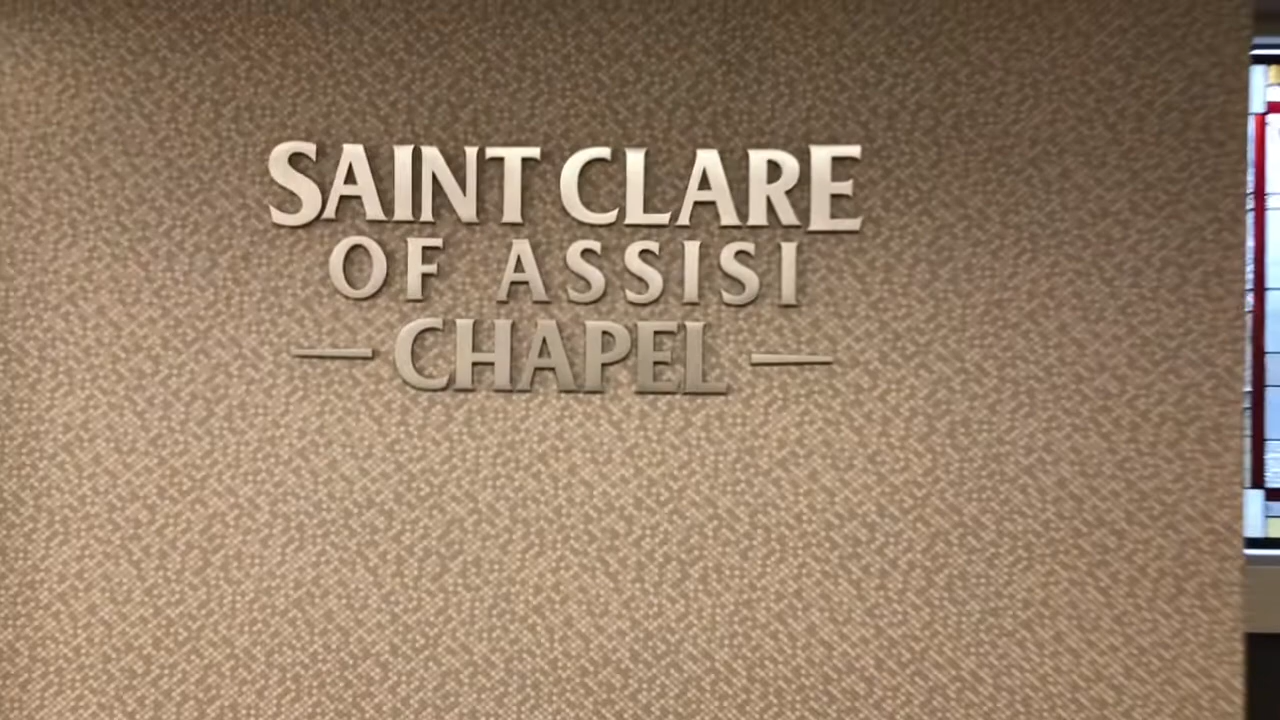 SAINT CLARE
OF ASSISI
— CHAPEL —